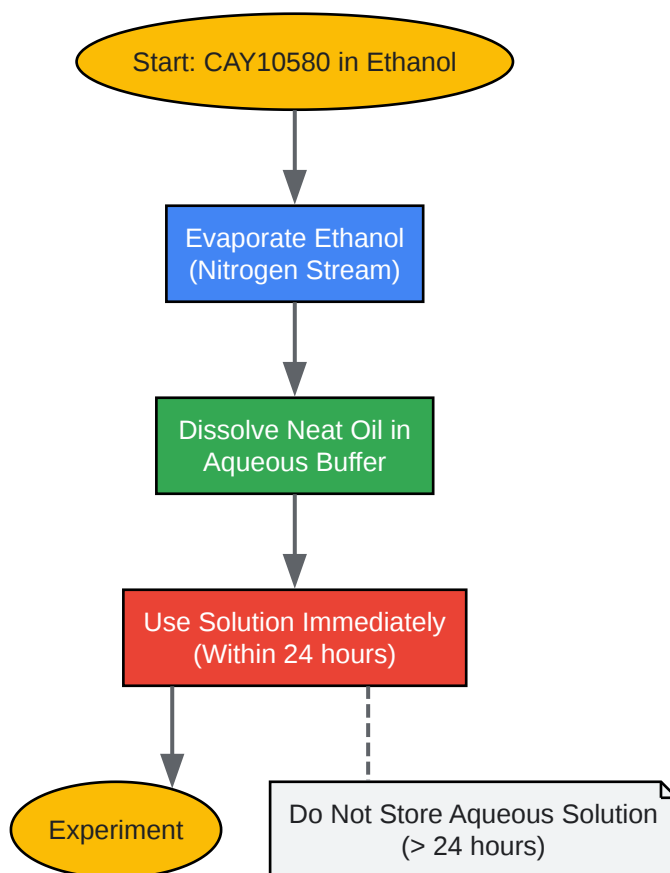 Start: CAY10580 in Ethanol
Evaporate Ethanol
(Nitrogen Stream)
Dissolve Neat Oil in
Aqueous Buffer
Use Solution Immediately
(Within 24 hours)
Experiment
Do Not Store Aqueous Solution
(> 24 hours)